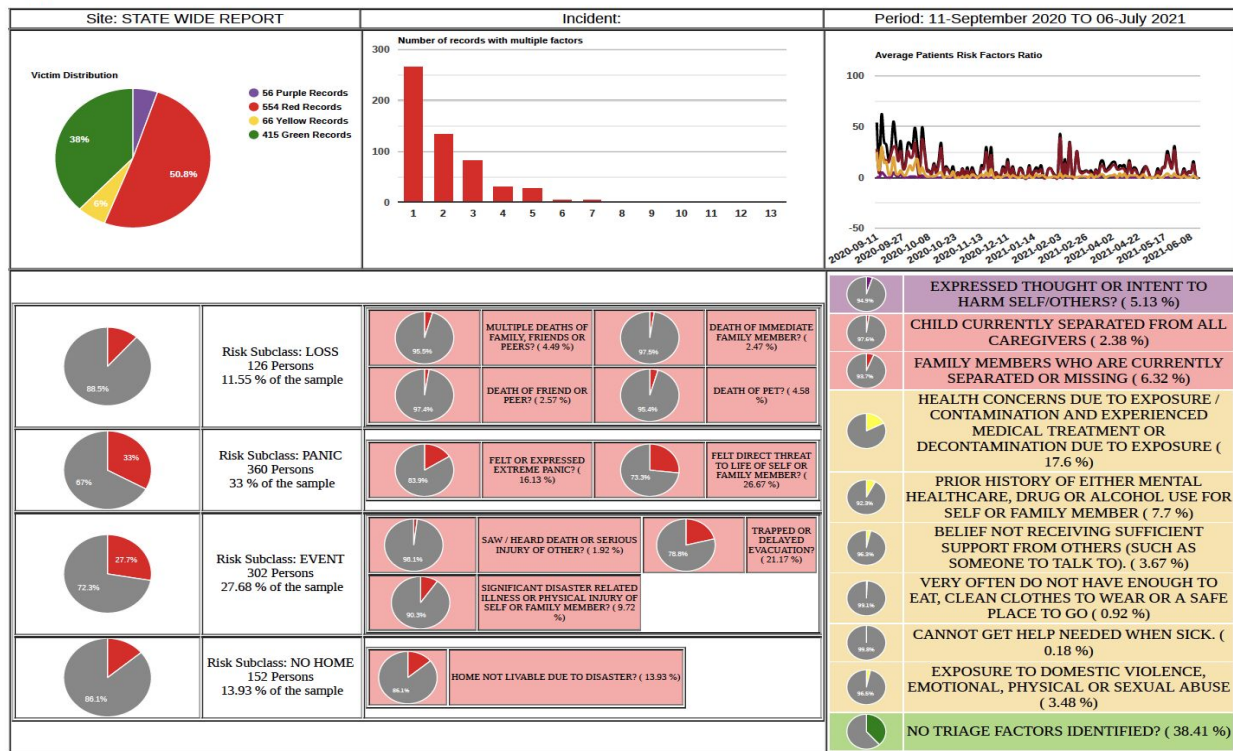 Site: STATE WIDE REPORT
Incident:
Period: 11-September 2020 TO 06-July 2021
Victim Distribution
38%
50.8%
6%
56 Purple Records
554 Red Records
66 Yellow Records
415 Green Records
Number of records with multiple factors
300
200
100
0
1 2 3 4 5 6 7 8 9 10 11 12 13
Average Patients Risk Factors Ratio
100
50
0
-50
2020-09-11
2020-09-27
2020-10-08
2020-10-23
2020-11-13
2020-12-11
2021-01-14
2021-02-03
2021-02-26
2021-04-02
2021-04-22
2021-05-17
2021-06-08
88.5%
Risk Subclass: LOSS
126 Persons
11.55 % of the sample
95.5%
MULTIPLE DEATHS OF
FAMILY, FRIENDS OR
PEERS? ( 4.49 %)
97.5%
DEATH OF IMMEDIATE
FAMILY MEMBER? (
2.47 %)
97.4%
DEATH OF FRIEND OR
PEER? ( 2.57 %)
95.4%
DEATH OF PET? ( 4.58
%)
33%
67%
Risk Subclass: PANIC
360 Persons
33 % of the sample
83.9%
FELT OR EXPRESSED
EXTREME PANIC? (
16.13 %)
73.3%
FELT DIRECT THREAT
TO LIFE OF SELF OR
FAMILY MEMBER? (
26.67 %)
27.7%
72.3%
Risk Subclass: EVENT
302 Persons
27.68 % of the sample
98.1%
SAW / HEARD DEATH OR SERIOUS
INJURY OF OTHER? ( 1.92 %)
78.8%
TRAPPED OR
DELAYED
EVACUATION?
( 21.17 %)
90.3%
SIGNIFICANT DISASTER RELATED
ILLNESS OR PHYSICAL INJURY OF
SELF OR FAMILY MEMBER? ( 9.72
%)
86.1%
Risk Subclass: NO HOME
152 Persons
13.93 % of the sample
86.1%
HOME NOT LIVABLE DUE TO DISASTER? ( 13.93 %)
94.9%
EXPRESSED THOUGHT OR INTENT TO
HARM SELF/OTHERS? ( 5.13 %)
97.6%
CHILD CURRENTLY SEPARATED FROM ALL
CAREGIVERS ( 2.38 %)
93.7%
FAMILY MEMBERS WHO ARE CURRENTLY
SEPARATED OR MISSING ( 6.32 %)
HEALTH CONCERNS DUE TO EXPOSURE /
CONTAMINATION AND EXPERIENCED
MEDICAL TREATMENT OR
DECONTAMINATION DUE TO EXPOSURE (
17.6 %)
92.3%
PRIOR HISTORY OF EITHER MENTAL
HEALTHCARE, DRUG OR ALCOHOL USE FOR
SELF OR FAMILY MEMBER ( 7.7 %)
96.3%
BELIEF NOT RECEIVING SUFFICIENT
SUPPORT FROM OTHERS (SUCH AS
SOMEONE TO TALK TO). ( 3.67 %)
99.1%
VERY OFTEN DO NOT HAVE ENOUGH TO
EAT, CLEAN CLOTHES TO WEAR OR A SAFE
PLACE TO GO ( 0.92 %)
99.8%
CANNOT GET HELP NEEDED WHEN SICK. (
0.18 %)
96.5%
EXPOSURE TO DOMESTIC VIOLENCE,
EMOTIONAL, PHYSICAL OR SEXUAL ABUSE
( 3.48 %)
NO TRIAGE FACTORS IDENTIFIED? ( 38.41 %)